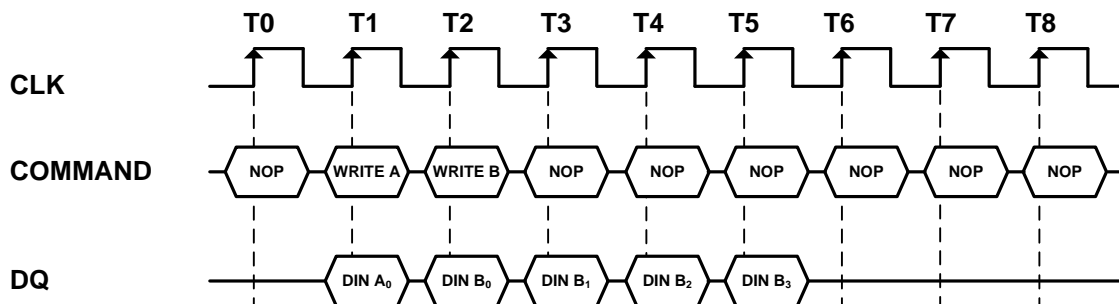 T0 T1 T2 T3 T4 T5 T6 T7 T8
CLK
COMMAND NOP WRITE A WRITE B NOP NOP NOP NOP NOP NOP
DQ DIN A₀ DIN B₀ DIN B₁ DIN B₂ DIN B₃